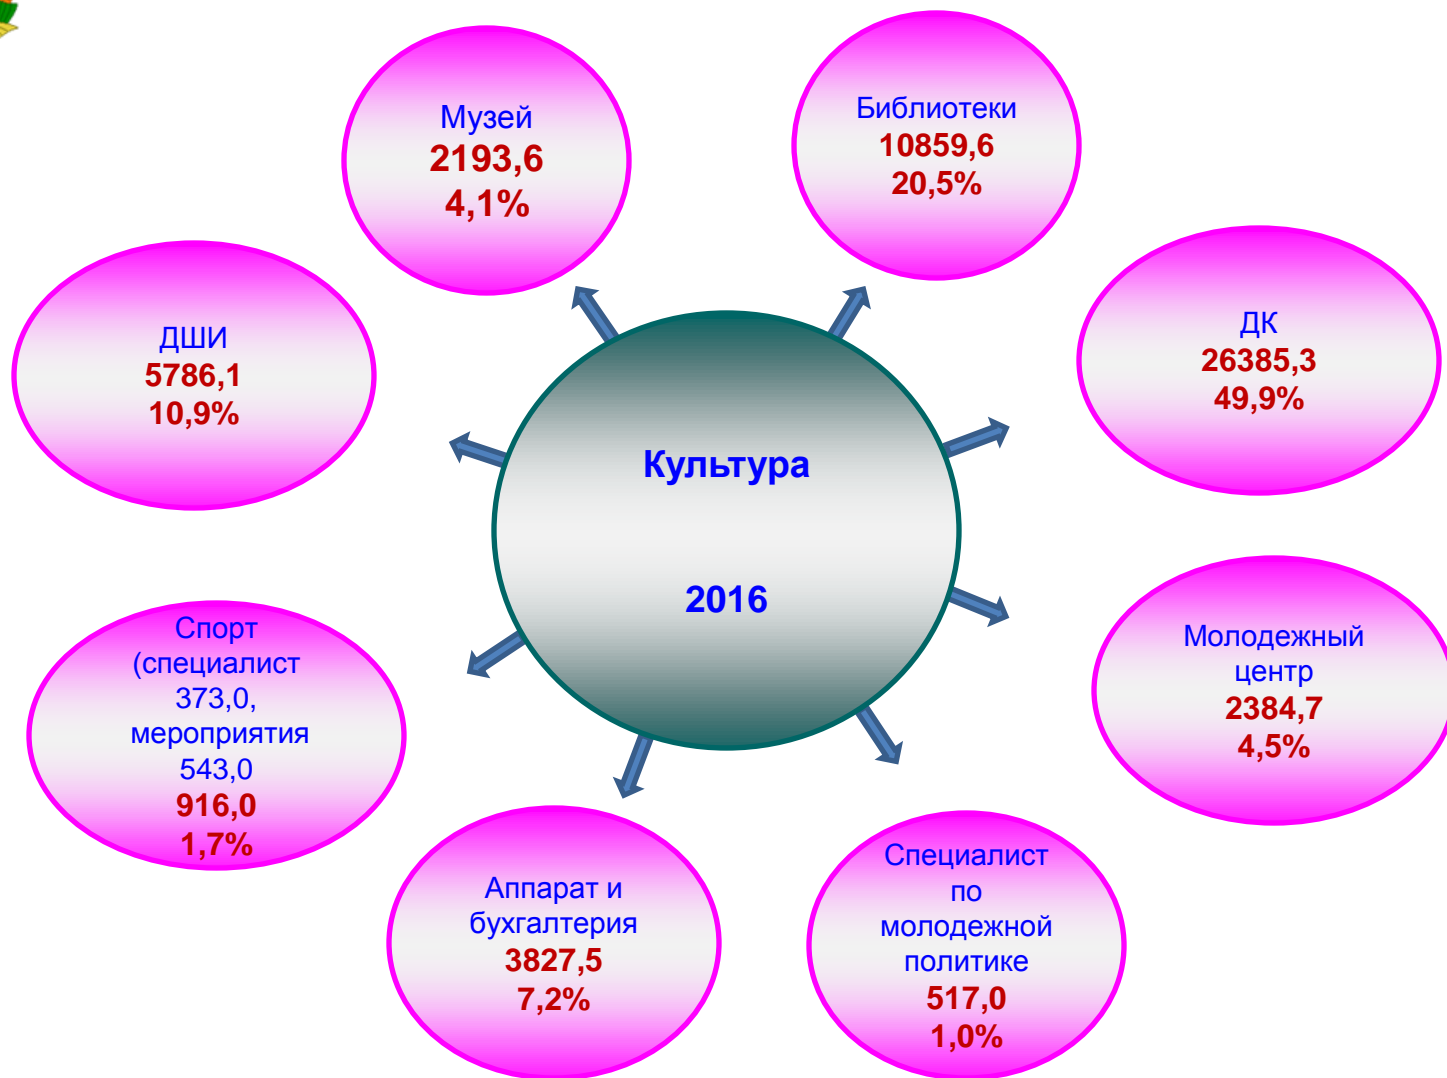 Музей
2193,6
4,1%
Библиотеки
10859,6
20,5%
ДШИ
5786,1
10,9%
ДК
26385,3
49,9%
Культура
2016
Спорт
(специалист
373,0,
мероприятия
543,0
916,0
1,7%
Молодежный
центр
2384,7
4,5%
Аппарат и
бухгалтерия
3827,5
7,2%
Специалист
по
молодежной
политике
517,0
1,0%